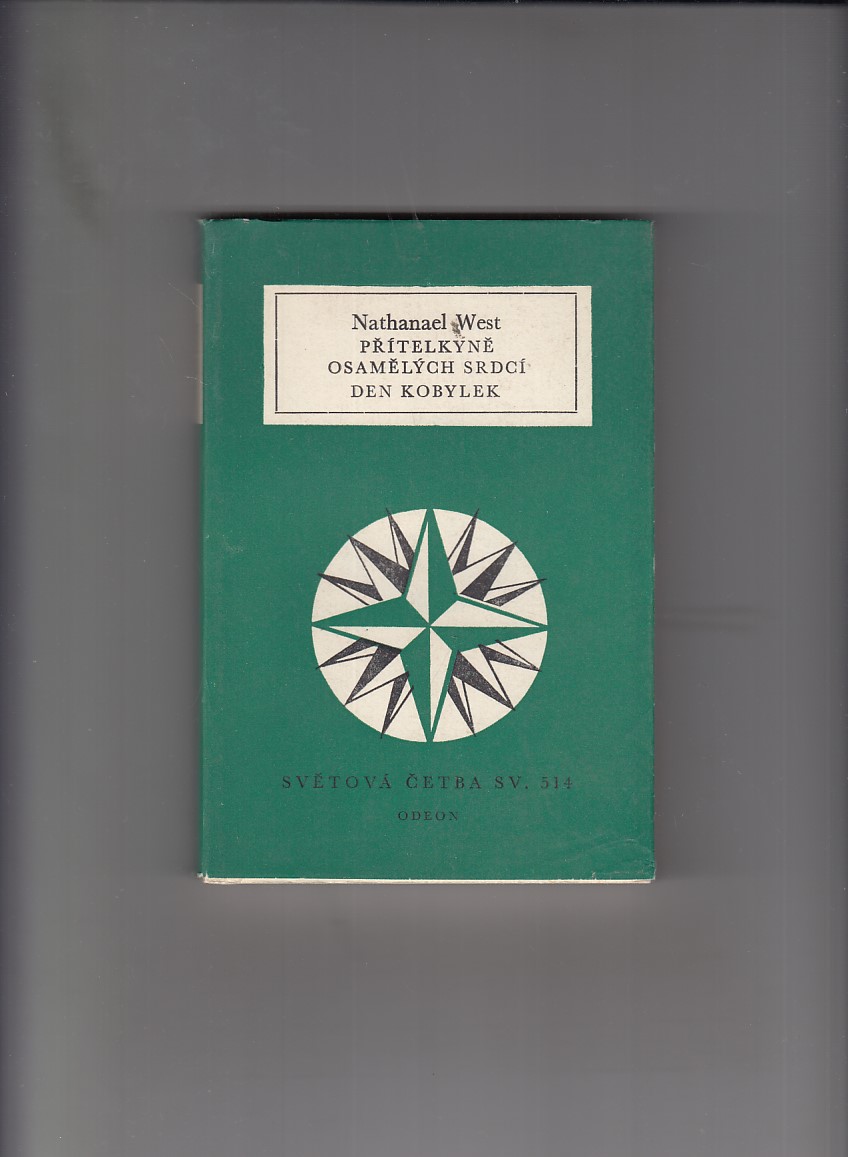 Nathanael West
PŘÍTELKYNĚ
OSAMĚLÝCH SRDCÍ
DEN KOBYLEK
SVĚTOVÁ ČETBA SV. 514
ODEON